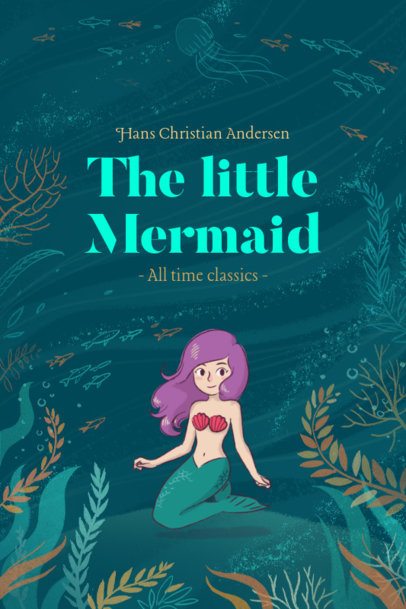 Hans Christian Andersen
The little
Mermaid
- All time classics -